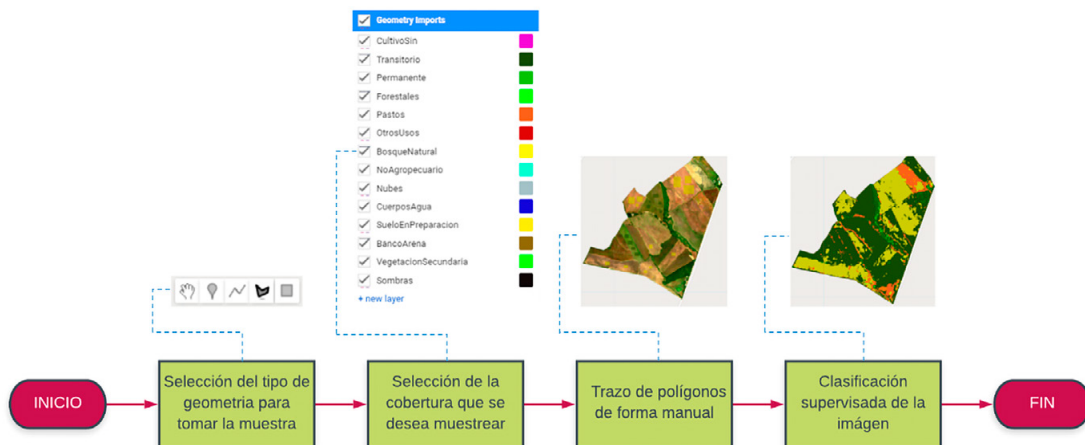 Geometry Imports
CultivoSin
Transitorio
Permanente
Forestales
Pastos
OtrosUsos
BosqueNatural
NoAgropecuario
Nubes
CuerposAgua
SueloEnPreparacion
BancoArena
VegetacionSecundaria
Sombras
+ new layer
INICIO
Selección del tipo de
geometria para
tomar la muestra
Selección de la
cobertura que se
desea muestrear
Trazo de polígonos
de forma manual
Clasificación
supervisada de la
imágen
FIN